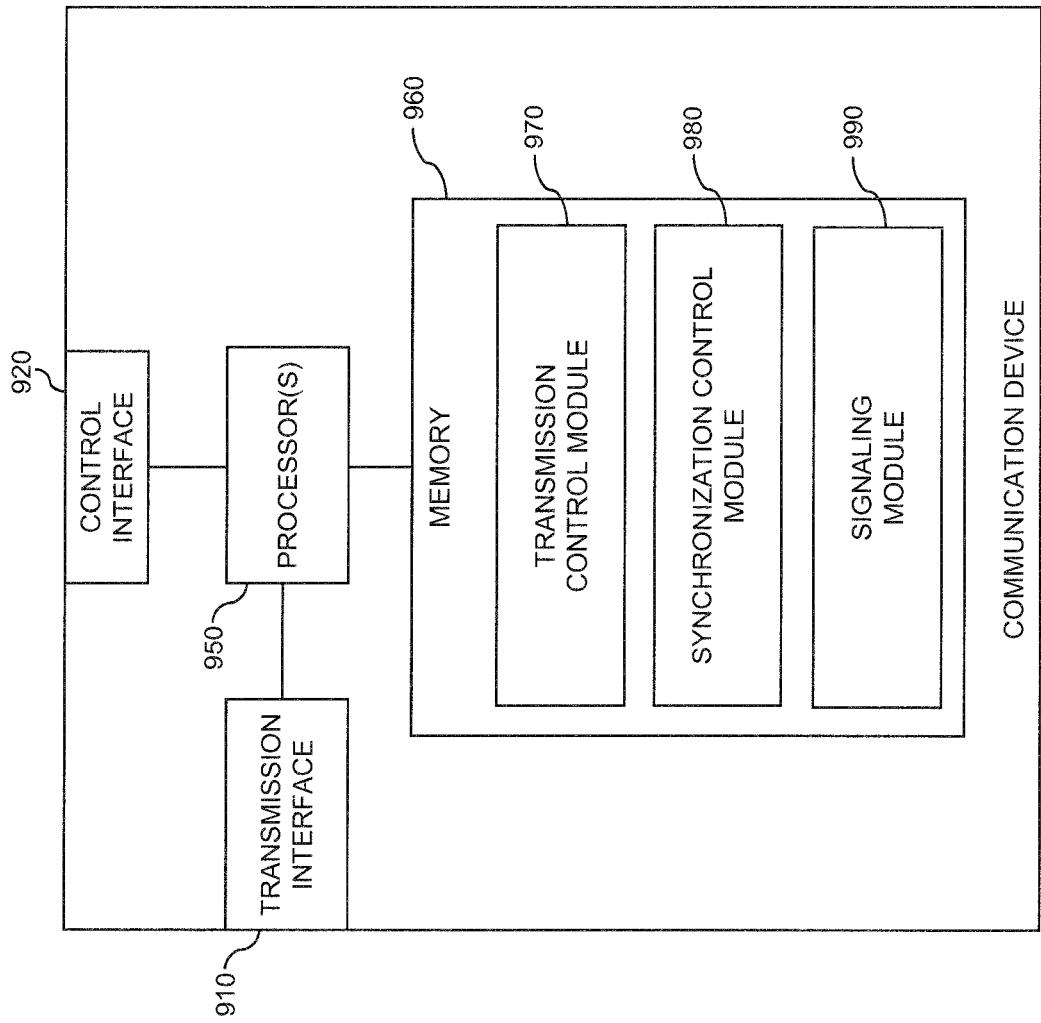 920
CONTROL
INTERFACE
950
PROCESSOR(S)
910
TRANSMISSION
INTERFACE
960
MEMORY
970
TRANSMISSION
CONTROL MODULE
980
SYNCHRONIZATION CONTROL
MODULE
990
SIGNALING
MODULE
COMMUNICATION DEVICE